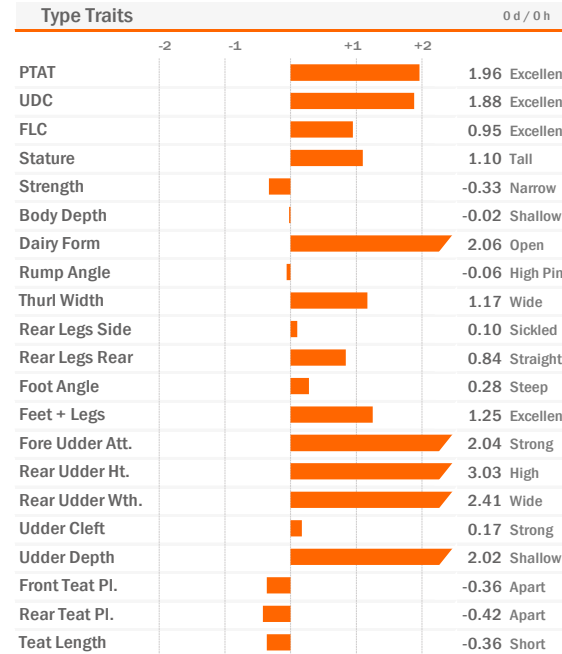 Type Traits 0 d / 0 h
-2 -1 +1 +2
PTAT 1.96 Excellen
UDC 1.88 Excellen
FLC 0.95 Excellen
Stature 1.10 Tall
Strength -0.33 Narrow
Body Depth -0.02 Shallow
Dairy Form 2.06 Open
Rump Angle -0.06 High Pin
Thurl Width 1.17 Wide
Rear Legs Side 0.10 Sickled
Rear Legs Rear 0.84 Straight
Foot Angle 0.28 Steep
Feet + Legs 1.25 Excellen
Fore Udder Att. 2.04 Strong
Rear Udder Ht. 3.03 High
Rear Udder Wth. 2.41 Wide
Udder Cleft 0.17 Strong
Udder Depth 2.02 Shallow
Front Teat Pl. -0.36 Apart
Rear Teat Pl. -0.42 Apart
Teat Length -0.36 Short